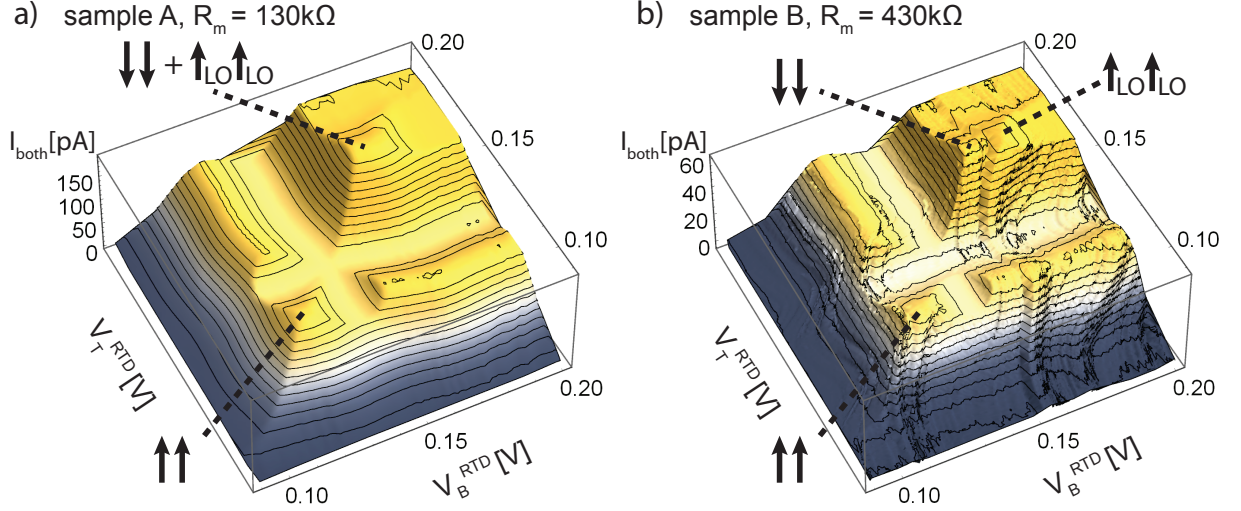 a) sample A, Rₘ = 130kΩ
↓↓ + ↑LO↑LO
I_both[pA]
150
100
50
0
0.20
0.15
0.10
V_T^RTD[V]
↑↑
0.10
0.15
0.20
V_B^RTD[V]
b) sample B, Rₘ = 430kΩ
↓↓
↑LO↑LO
I_both[pA]
60
40
20
0
0.20
0.15
0.10
V_T^RTD[V]
↑↑
0.10
0.15
0.20
V_B^RTD[V]